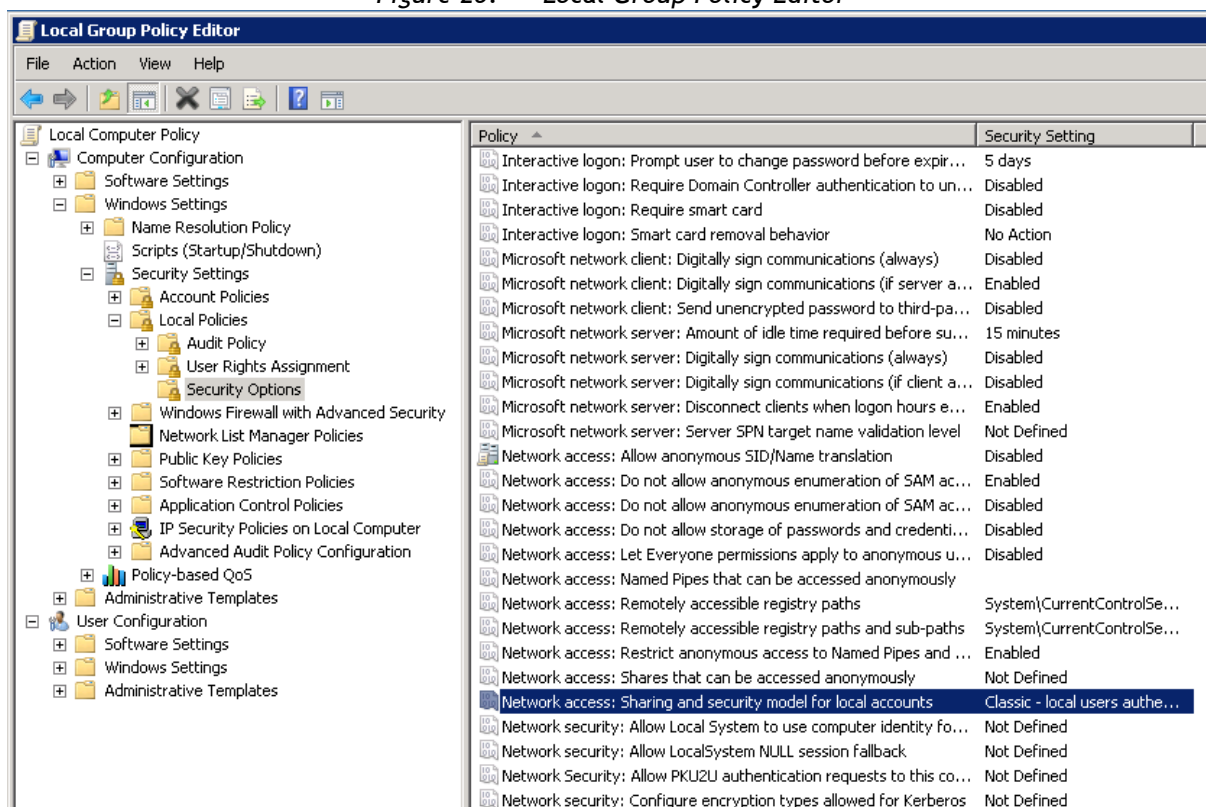 Figure 20. Local Group Policy Editor
Local Group Policy Editor
File Action View Help
Local Computer Policy
Computer Configuration
Software Settings
Windows Settings
Name Resolution Policy
Scripts (Startup/Shutdown)
Security Settings
Account Policies
Local Policies
Audit Policy
User Rights Assignment
Security Options
Windows Firewall with Advanced Security
Network List Manager Policies
Public Key Policies
Software Restriction Policies
Application Control Policies
IP Security Policies on Local Computer
Advanced Audit Policy Configuration
Policy-based QoS
Administrative Templates
User Configuration
Software Settings
Windows Settings
Administrative Templates
Policy Security Setting
Interactive logon: Prompt user to change password before expir... 5 days
Interactive logon: Require Domain Controller authentication to un... Disabled
Interactive logon: Require smart card Disabled
Interactive logon: Smart card removal behavior No Action
Microsoft network client: Digitally sign communications (always) Disabled
Microsoft network client: Digitally sign communications (if server a... Enabled
Microsoft network client: Send unencrypted password to third-pa... Disabled
Microsoft network server: Amount of idle time required before su... 15 minutes
Microsoft network server: Digitally sign communications (always) Disabled
Microsoft network server: Digitally sign communications (if client a... Disabled
Microsoft network server: Disconnect clients when logon hours e... Enabled
Microsoft network server: Server SPN target name validation level Not Defined
Network access: Allow anonymous SID/Name translation Disabled
Network access: Do not allow anonymous enumeration of SAM ac... Enabled
Network access: Do not allow anonymous enumeration of SAM ac... Disabled
Network access: Do not allow storage of passwords and credenti... Disabled
Network access: Let Everyone permissions apply to anonymous u... Disabled
Network access: Named Pipes that can be accessed anonymously
Network access: Remotely accessible registry paths System\CurrentControlSe...
Network access: Remotely accessible registry paths and sub-paths System\CurrentControlSe...
Network access: Restrict anonymous access to Named Pipes and ... Enabled
Network access: Shares that can be accessed anonymously Not Defined
Network access: Sharing and security model for local accounts Classic - local users authe...
Network security: Allow Local System to use computer identity fo... Not Defined
Network security: Allow LocalSystem NULL session fallback Not Defined
Network Security: Allow PKU2U authentication requests to this co... Not Defined
Network security: Configure encryption types allowed for Kerberos Not Defined